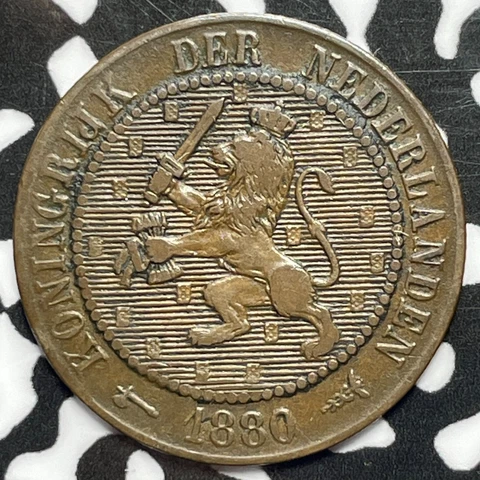 KONINGRIJK DER NEDERLANDEN
1880